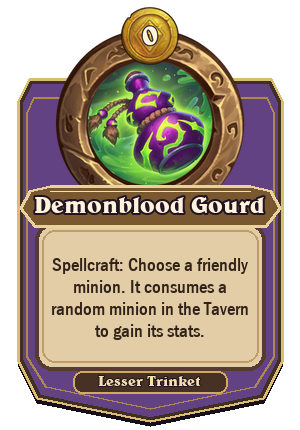 0
Demonblood Gourd
Spellcraft: Choose a friendly
minion. It consumes a
random minion in the Tavern
to gain its stats.
Lesser Trinket